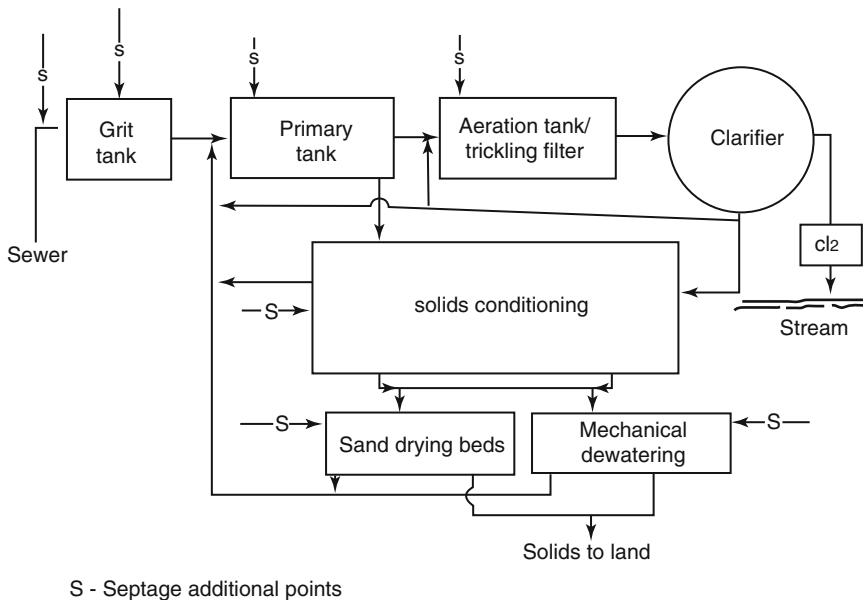 s
s
s
s
Grit
tank
Primary
tank
Aeration tank/
trickling filter
Clarifier
Sewer
cl2
Stream
solids conditioning
S
S
Sand drying beds
Mechanical
dewatering
S
Solids to land
S - Septage additional points